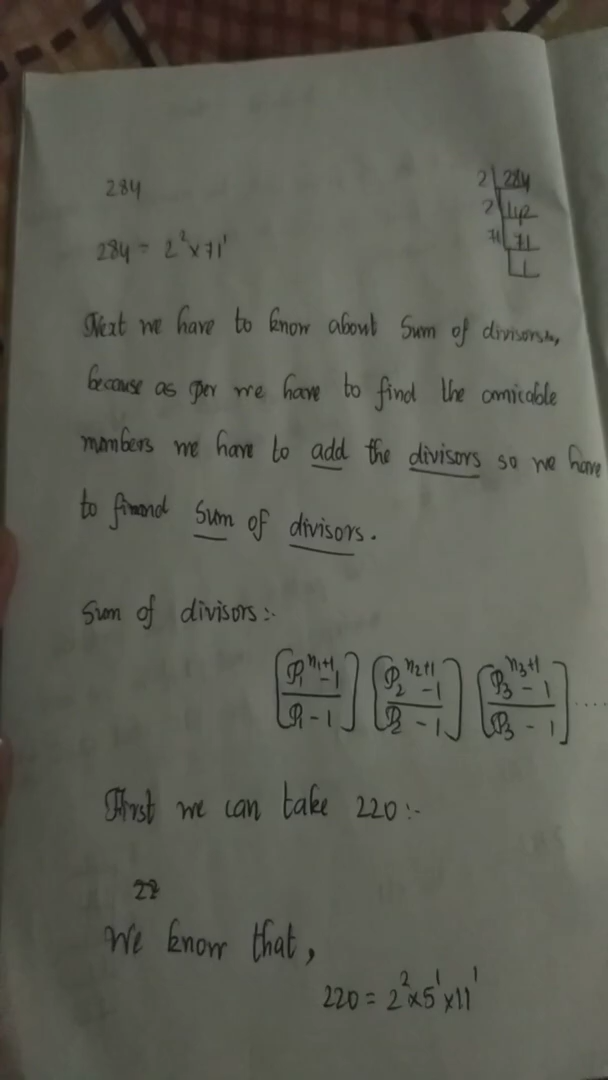 284
2 | 284
2 | 142
71 | 71
1
284 = 2² × 71¹
Next we have to know about Sum of divisors,
because as per we have to find the amicable
numbers we have to add the divisors so we have
to find Sum of divisors.
Sum of divisors :-
[P₁^(n₁+1) - 1 / P₁ - 1] [P₂^(n₂+1) - 1 / P₂ - 1] [P₃^(n₃+1) - 1 / P₃ - 1] ....
First we can take 220 :-
22
We know that,
220 = 2² × 5¹ × 11¹